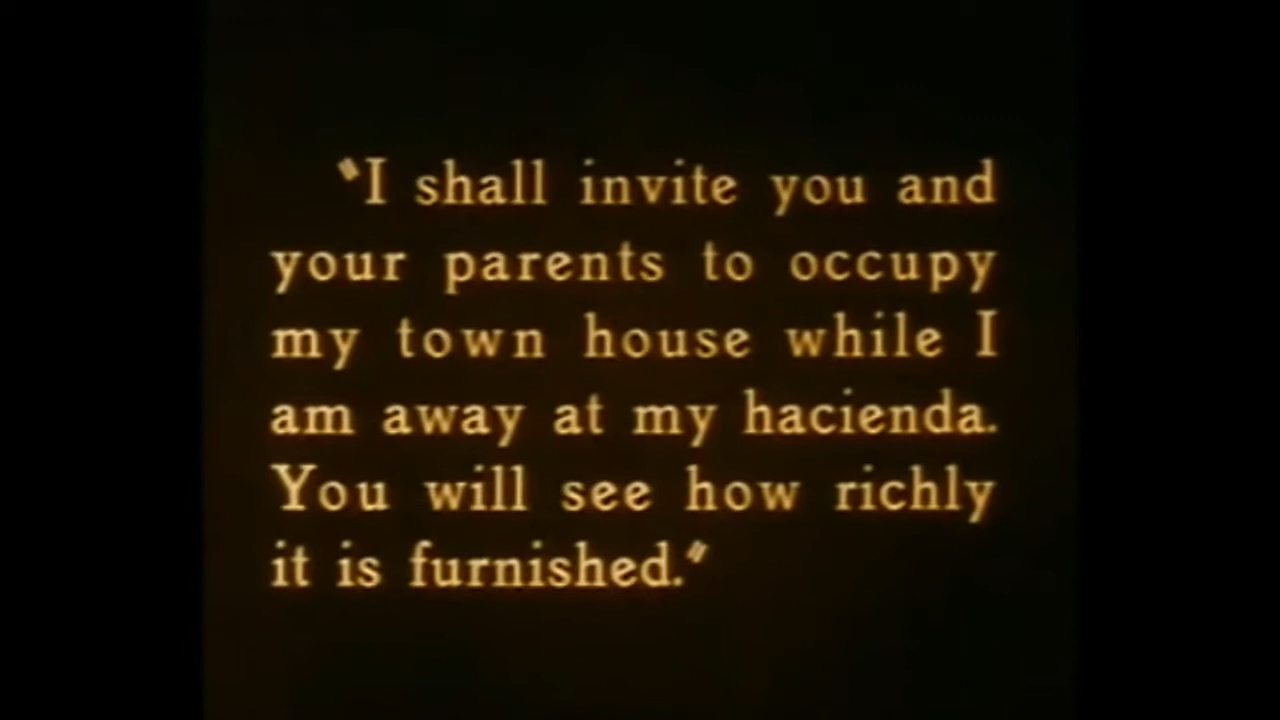 "I shall invite you and
your parents to occupy
my town house while I
am away at my hacienda.
You will see how richly
it is furnished."